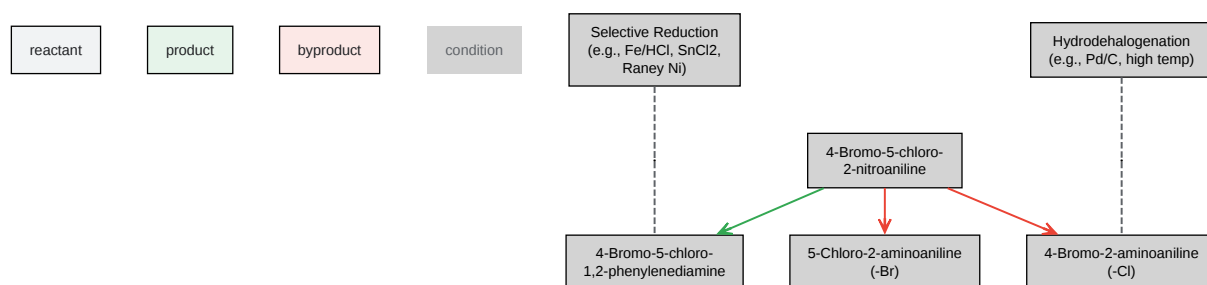 reactant
product
byproduct
condition
Selective Reduction
(e.g., Fe/HCl, SnCl2,
Raney Ni)
Hydrodehalogenation
(e.g., Pd/C, high temp)
4-Bromo-5-chloro-
2-nitroaniline
4-Bromo-5-chloro-
1,2-phenylenediamine
5-Chloro-2-aminoaniline
(-Br)
4-Bromo-2-aminoaniline
(-Cl)